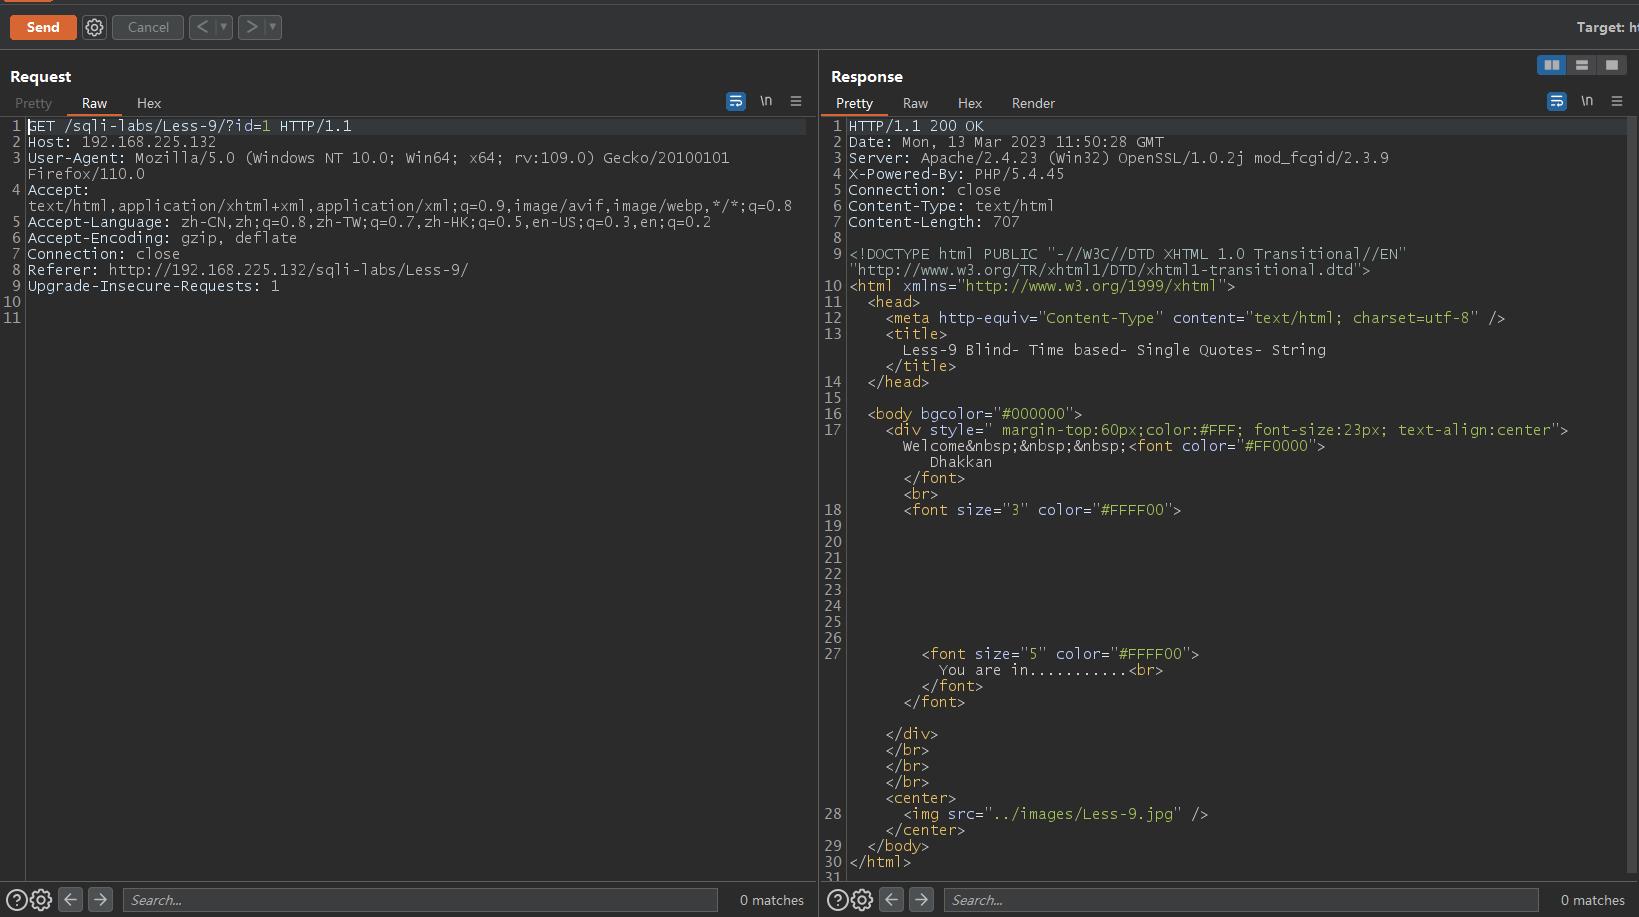 Send Cancel < ▼ > ▼ Target: ht
Request
Pretty Raw Hex \n
1 GET /sqli-labs/Less-9/?id=1 HTTP/1.1
2 Host: 192.168.225.132
3 User-Agent: Mozilla/5.0 (Windows NT 10.0; Win64; x64; rv:109.0) Gecko/20100101
Firefox/110.0
4 Accept:
text/html,application/xhtml+xml,application/xml;q=0.9,image/avif,image/webp,*/*;q=0.8
5 Accept-Language: zh-CN,zh;q=0.8,zh-TW;q=0.7,zh-HK;q=0.5,en-US;q=0.3,en;q=0.2
6 Accept-Encoding: gzip, deflate
7 Connection: close
8 Referer: http://192.168.225.132/sqli-labs/Less-9/
9 Upgrade-Insecure-Requests: 1
10
11
Search... 0 matches
Response
Pretty Raw Hex Render \n
1 HTTP/1.1 200 OK
2 Date: Mon, 13 Mar 2023 11:50:28 GMT
3 Server: Apache/2.4.23 (Win32) OpenSSL/1.0.2j mod_fcgid/2.3.9
4 X-Powered-By: PHP/5.4.45
5 Connection: close
6 Content-Type: text/html
7 Content-Length: 707
8
9 <!DOCTYPE html PUBLIC "-//W3C//DTD XHTML 1.0 Transitional//EN"
"http://www.w3.org/TR/xhtml1/DTD/xhtml1-transitional.dtd">
10 <html xmlns="http://www.w3.org/1999/xhtml">
11 <head>
12 <meta http-equiv="Content-Type" content="text/html; charset=utf-8" />
13 <title>
Less-9 Blind- Time based- Single Quotes- String
</title>
14 </head>
15
16 <body bgcolor="#000000">
17 <div style=" margin-top:60px;color:#FFF; font-size:23px; text-align:center">
Welcome&nbsp;&nbsp;&nbsp;<font color="#FF0000">
Dhakkan
</font>
<br>
18 <font size="3" color="#FFFF00">
19
20
21
22
23
24
25
26
27 <font size="5" color="#FFFF00">
You are in...........<br>
</font>
</font>
</div>
</br>
</br>
</br>
<center>
28 <img src="../images/Less-9.jpg" />
</center>
29 </body>
30 </html>
31
Search... 0 matches